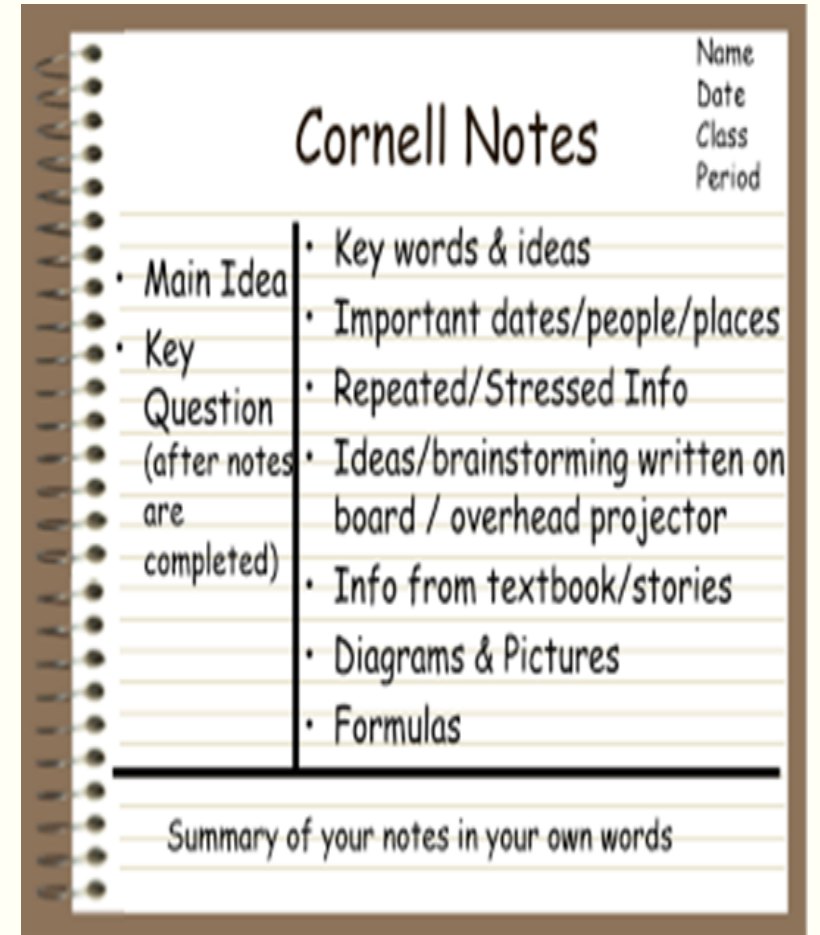 Name
Date
Class
Period
Cornell Notes
• Main Idea
• Key
Question
(after notes
are
completed)
• Key words & ideas
• Important dates/people/places
• Repeated/Stressed Info
• Ideas/brainstorming written on
board / overhead projector
• Info from textbook/stories
• Diagrams & Pictures
• Formulas
Summary of your notes in your own words